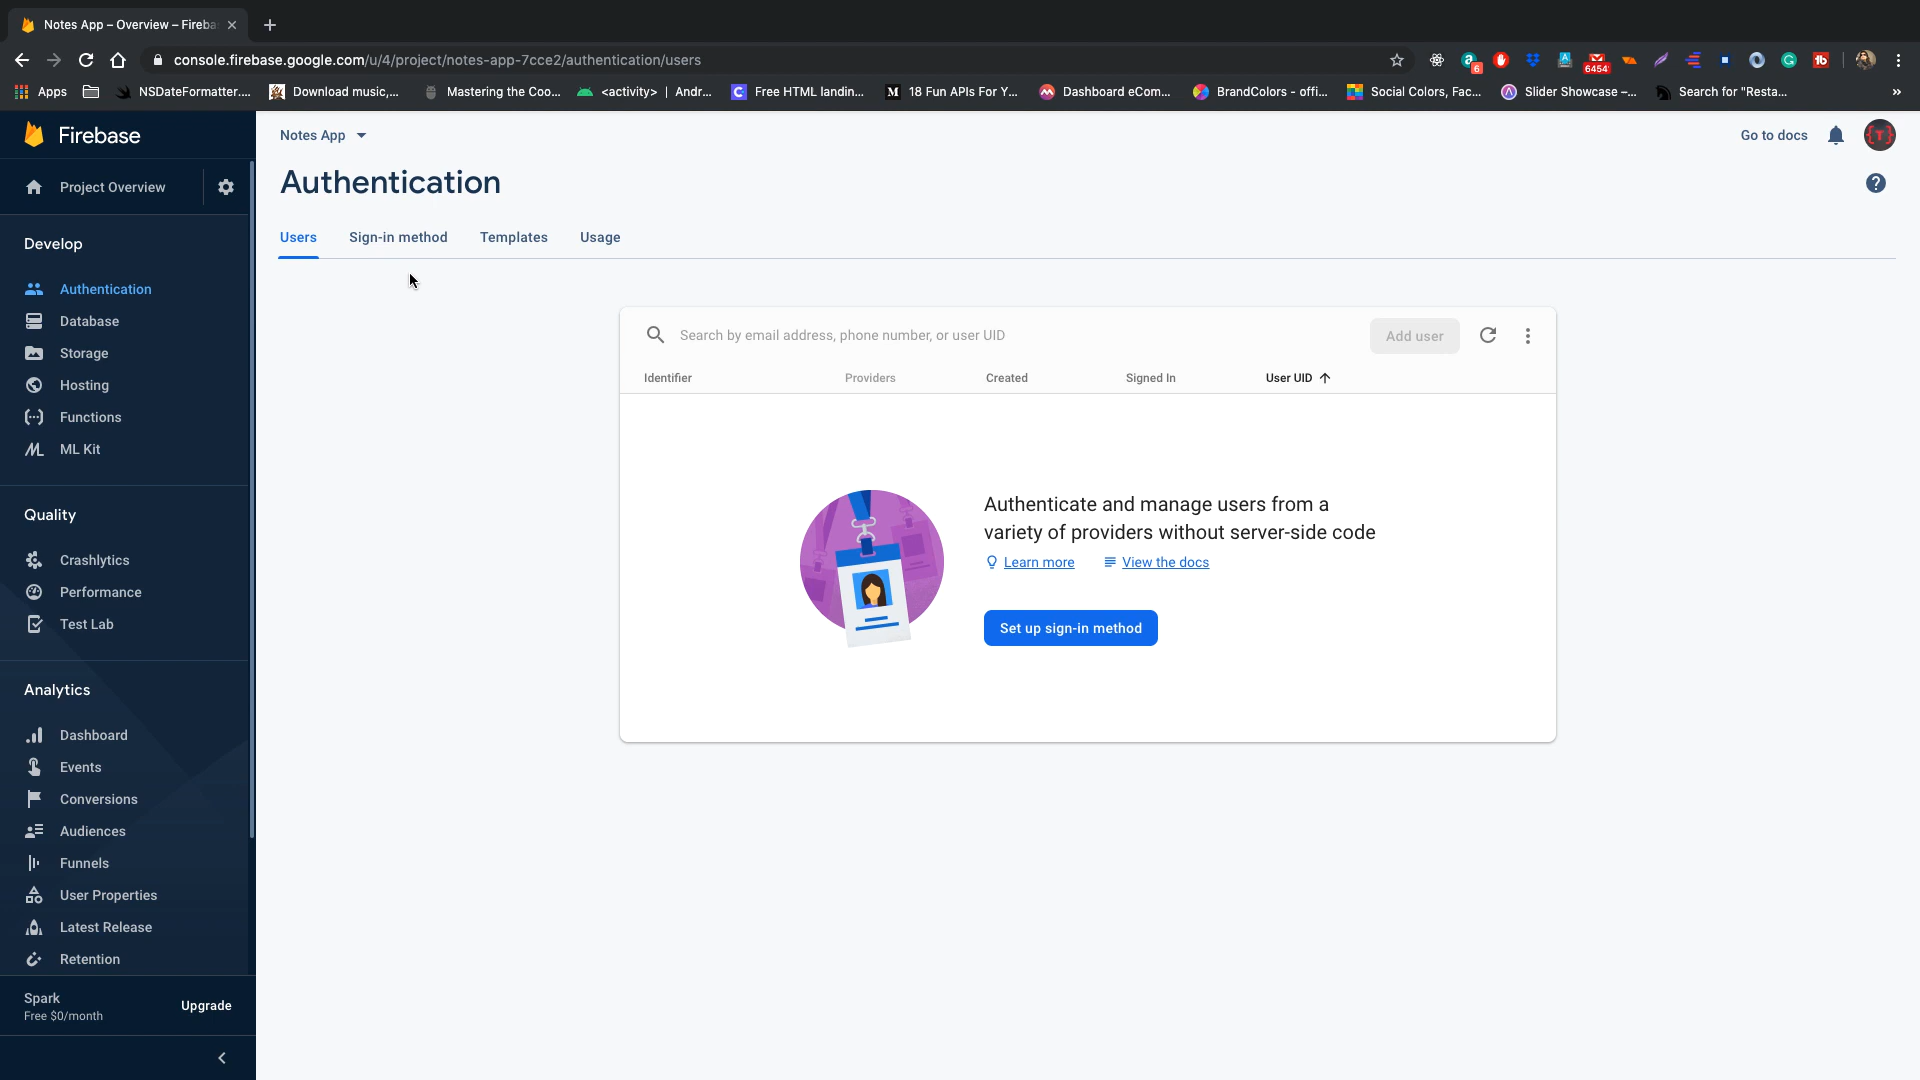 Notes App – Overview – Fireba
console.firebase.google.com/u/4/project/notes-app-7cce2/authentication/users
6
6454
Apps
NSDateFormatter....
Download music,...
Mastering the Coo...
<activity> | Andr...
Free HTML landin...
18 Fun APIs For Y...
Dashboard eCom...
BrandColors - offi...
Social Colors, Fac...
Slider Showcase –...
Search for "Resta...
Firebase
Project Overview
Develop
Authentication
Database
Storage
Hosting
Functions
ML Kit
Quality
Crashlytics
Performance
Test Lab
Analytics
Dashboard
Events
Conversions
Audiences
Funnels
User Properties
Latest Release
Retention
Spark
Free $0/month
Upgrade
Notes App
Go to docs
{T}
Authentication
Users
Sign-in method
Templates
Usage
Search by email address, phone number, or user UID
Add user
Identifier
Providers
Created
Signed In
User UID
Authenticate and manage users from a
variety of providers without server-side code
Learn more
View the docs
Set up sign-in method